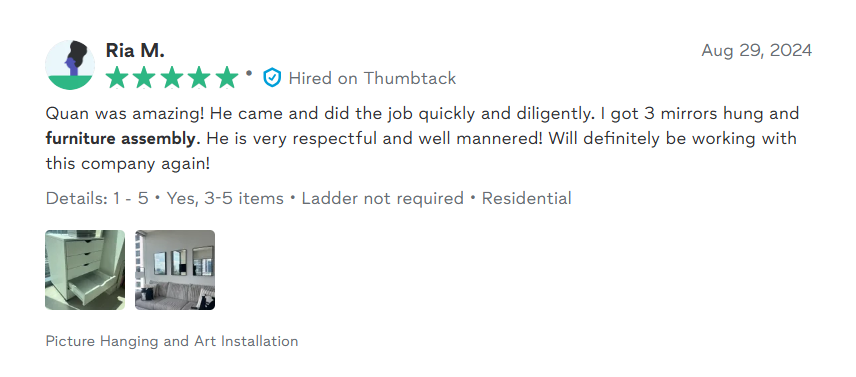 Ria M.
Aug 29, 2024
• Hired on Thumbtack
Quan was amazing! He came and did the job quickly and diligently. I got 3 mirrors hung and
furniture assembly. He is very respectful and well mannered! Will definitely be working with
this company again!
Details: 1 - 5 • Yes, 3-5 items • Ladder not required • Residential
Picture Hanging and Art Installation